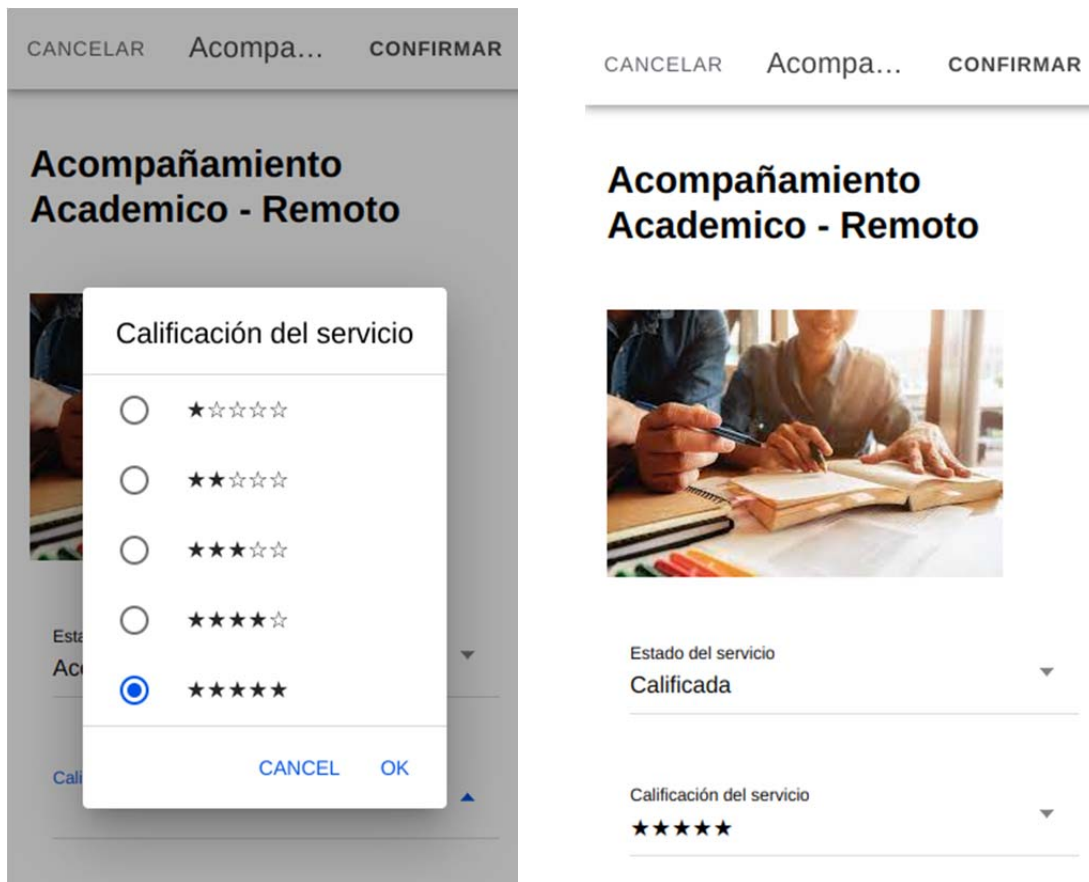 CANCELAR Acompa... CONFIRMAR
Acompañamiento
Academico - Remoto
Calificación del servicio
★☆☆☆☆
★★☆☆☆
★★★☆☆
★★★★☆
★★★★★
CANCEL OK
CANCELAR Acompa... CONFIRMAR
Acompañamiento
Academico - Remoto
Estado del servicio
Calificada
Calificación del servicio
★★★★★